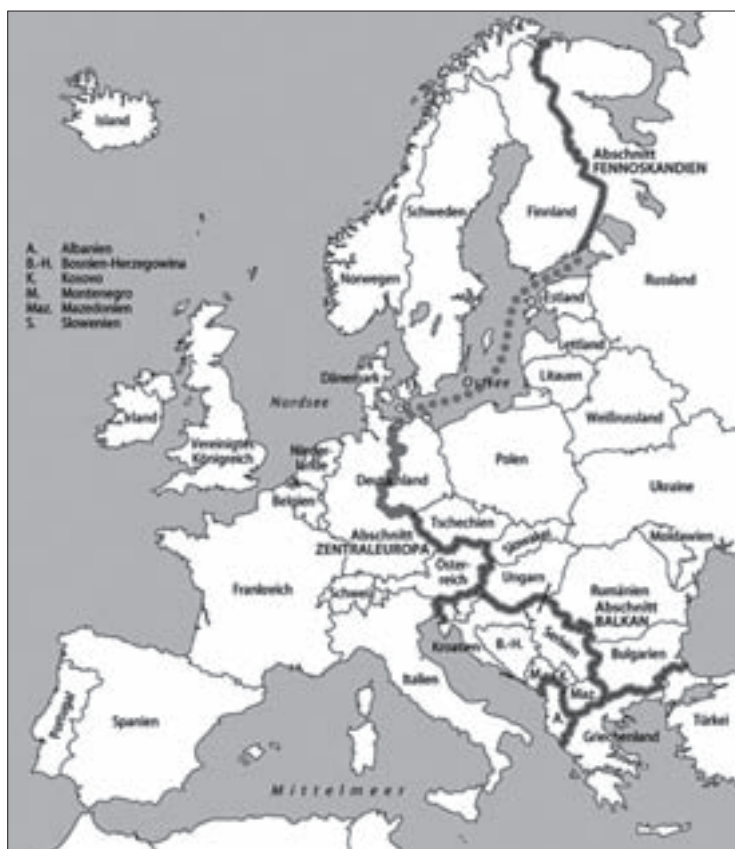 Island
Abschnitt
FENNOSKANDIEN
Schweden
Finnland
A. Albanien
B.-H. Bosnien-Herzegowina
K. Kosovo
M. Montenegro
Maz. Mazedonien
S. Slowenien
Norwegen
Russland
Estland
Lettland
Dänemark
Ostsee
Litauen
Nordsee
Irland
Weißrussland
Vereinigtes
Königreich
Nieder-
lande
Deutschland
Polen
Belgien
Ukraine
Tschechien
Abschnitt
ZENTRALEUROPA
Slowakei
Moldawien
Öster-
reich
Ungarn
Frankreich
Schweiz
Rumänien
Abschnitt
BALKAN
S.
Kroatien
B.-H.
Serbien
Bulgarien
Italien
M.
K.
Maz.
Portugal
Spanien
A.
Griechenland
Türkei
Mittelmeer